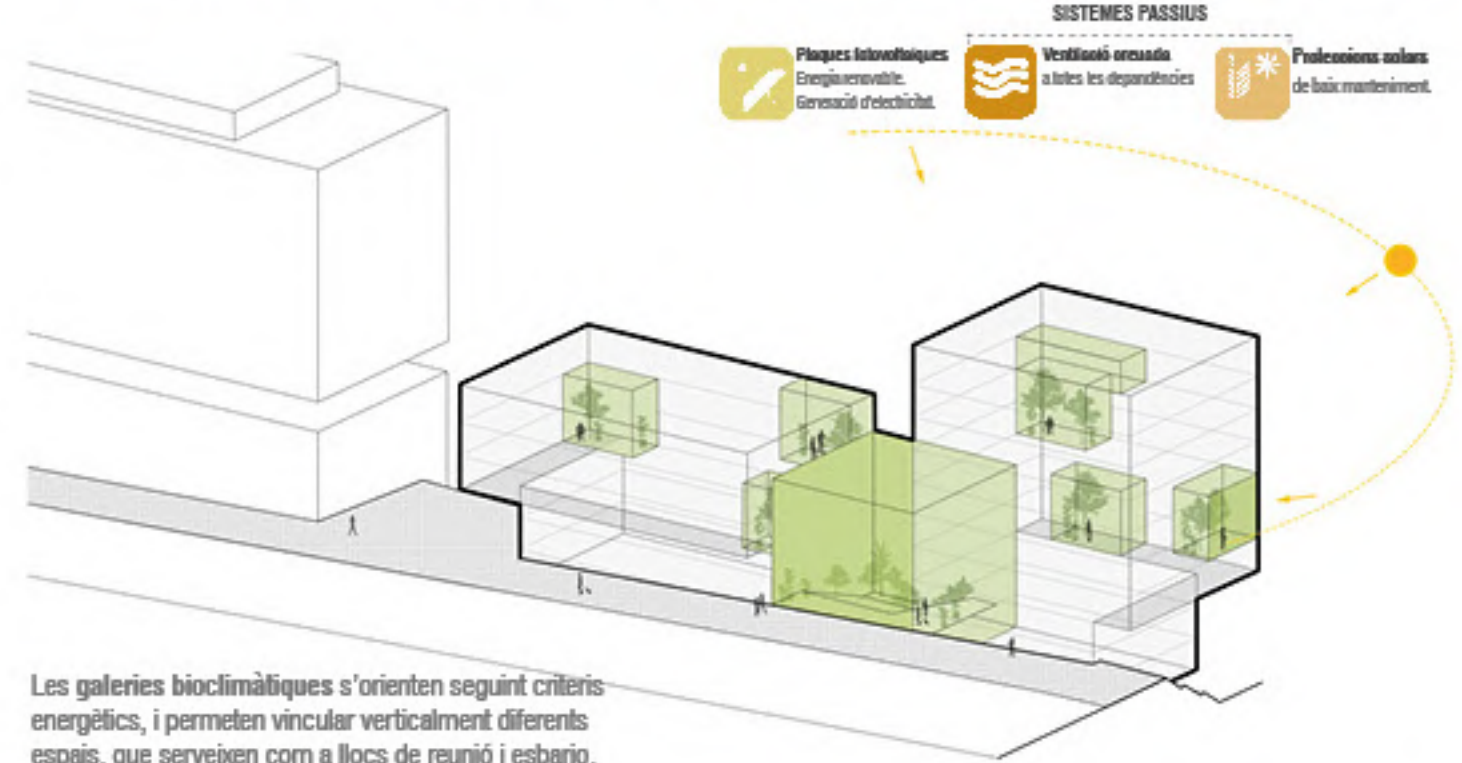 SISTEMES PASSIUS
Plaques fotovoltaiques
Energia renovable.
Generació d'electricitat.
Ventilació creuada
a totes les dependències
Proteccions solars
de baix manteniment.
Les galeries bioclimàtiques s'orienten seguint criteris
energètics, i permeten vincular verticalment diferents
espais, que serveixen com a llocs de reunió i esbarjo.